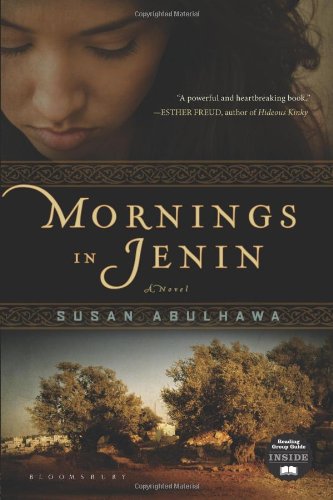 "A powerful and heartbreaking book."
—ESTHER FREUD, author of Hideous Kinky
MORNINGS
IN JENIN
A Novel
SUSAN ABULHAWA
Reading
Group Guide
INSIDE
BLOOMSBURY